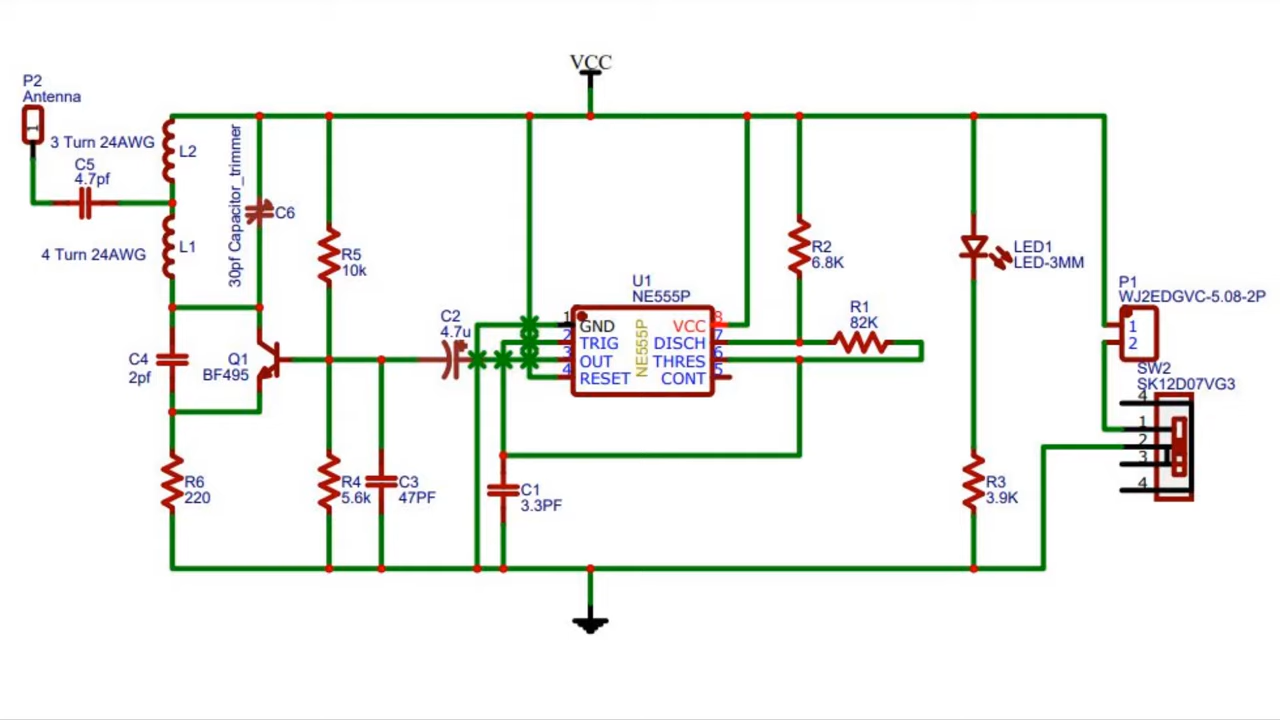 VCC
P2
Antenna
1
3 Turn 24AWG
L2
C5
4.7pf
30pf Capacitor_trimmer
C6
4 Turn 24AWG
L1
R5
10k
R2
6.8K
LED1
LED-3MM
U1
NE555P
P1
WJ2EDGVC-5.08-2P
1
2
C2
4.7u
R1
82K
1
GND
2
TRIG
3
OUT
4
RESET
NE555P
8
VCC
7
DISCH
6
THRES
5
CONT
C4
2pf
Q1
BF495
SW2
SK12D07VG3
4
1
2
3
4
R6
220
R4
5.6k
C3
47PF
C1
3.3PF
R3
3.9K